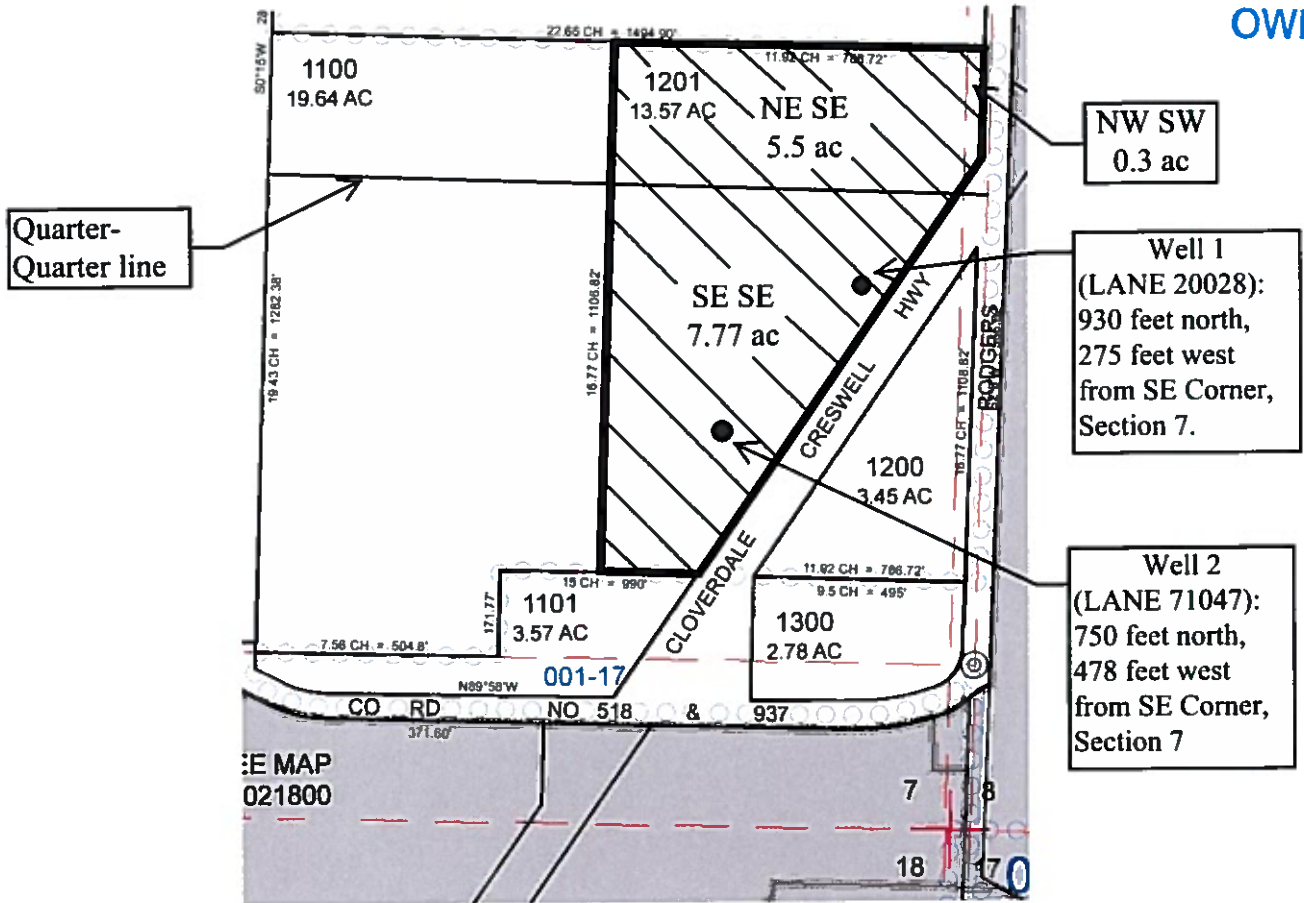 OWI
28
S0°15'W
22.65 CH = 1494.90'
11.92 CH = 786.72'
1100
19.64 AC
1201
13.57 AC
NE SE
5.5 ac
NW SW
0.3 ac
Quarter-
Quarter line
19.43 CH = 1282.38'
16.77 CH = 1106.82'
SE SE
7.77 ac
Well 1
(LANE 20028):
930 feet north,
275 feet west
from SE Corner,
Section 7.
CLOVERDALE CRESWELL HWY
RODGERS
16.77 CH = 1108.82'
1200
3.45 AC
Well 2
(LANE 71047):
750 feet north,
478 feet west
from SE Corner,
Section 7
15 CH = 990'
11.92 CH = 786.72'
9.5 CH = 495'
171.77'
1101
3.57 AC
1300
2.78 AC
7.56 CH = 504.8'
001-17
N89°58'W
CO RD NO 518 & 937
371.60'
EE MAP
021800
7 8
18 17
0